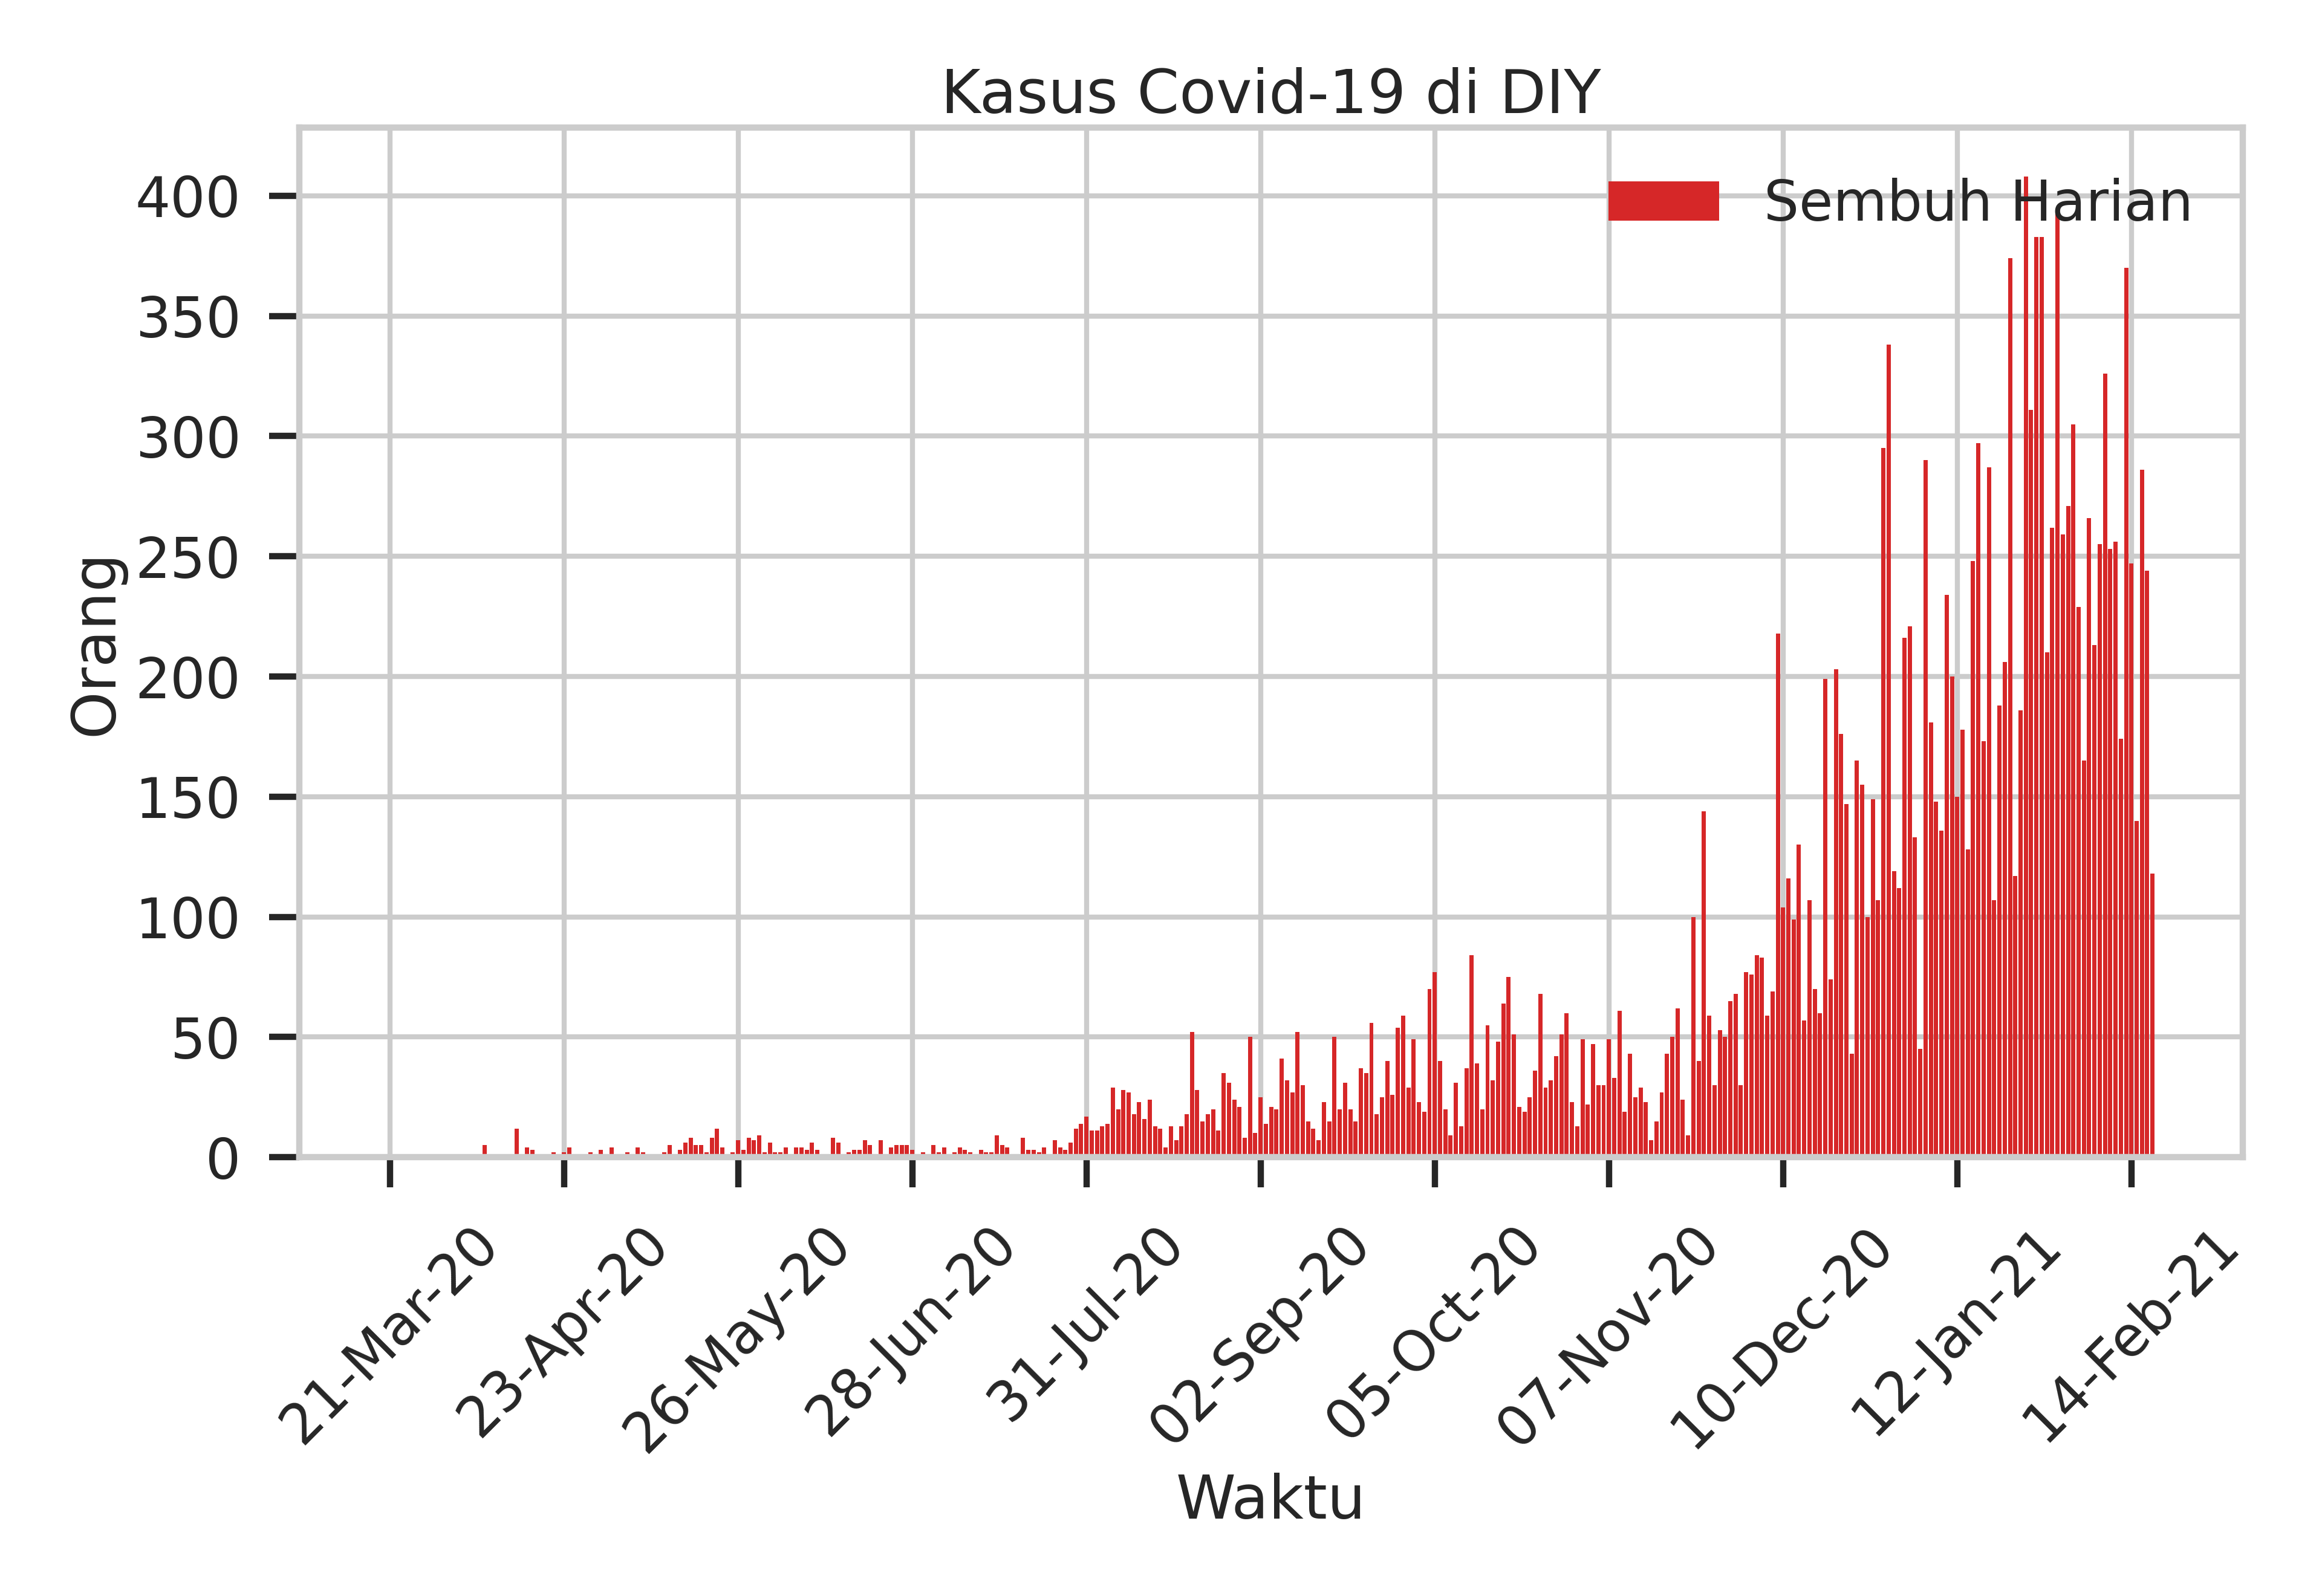 Kasus Covid-19 di DIY
Sembuh Harian
Orang
400
350
300
250
200
150
100
50
0
21-Mar-20
23-Apr-20
26-May-20
28-Jun-20
31-Jul-20
02-Sep-20
05-Oct-20
07-Nov-20
10-Dec-20
12-Jan-21
14-Feb-21
Waktu